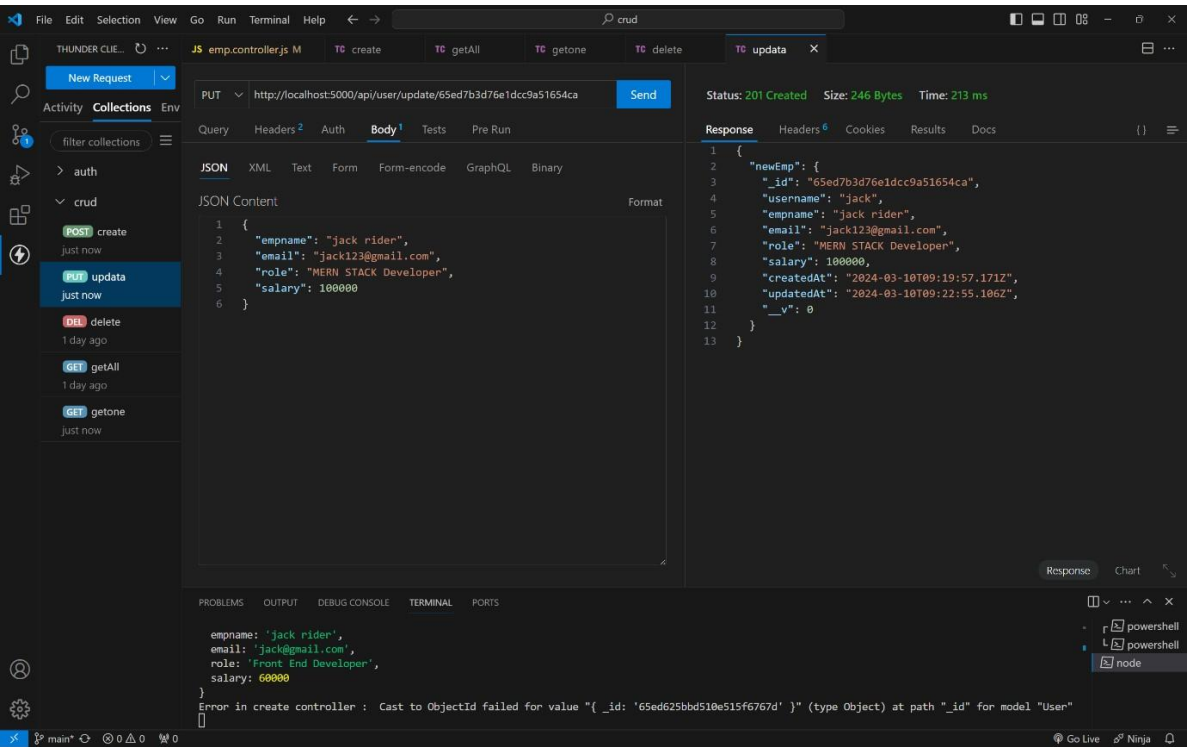 File Edit Selection View Go Run Terminal Help
crud
THUNDER CLIE...
New Request
Activity Collections Env
filter collections
auth
crud
POST create
just now
PUT updata
just now
DEL delete
1 day ago
GET getAll
1 day ago
GET getone
just now
JS emp.controller.js M TC create TC getAll TC getone TC delete TC updata
PUT http://localhost:5000/api/user/update/65ed7b3d76e1dcc9a51654ca Send
Query Headers 2 Auth Body 1 Tests Pre Run
JSON XML Text Form Form-encode GraphQL Binary
JSON Content Format
1 {
2 "empname": "jack rider",
3 "email": "jack123@gmail.com",
4 "role": "MERN STACK Developer",
5 "salary": 100000
6 }
Status: 201 Created Size: 246 Bytes Time: 213 ms
Response Headers 6 Cookies Results Docs {}
1 {
2 "newEmp": {
3 "_id": "65ed7b3d76e1dcc9a51654ca",
4 "username": "jack",
5 "empname": "jack rider",
6 "email": "jack123@gmail.com",
7 "role": "MERN STACK Developer",
8 "salary": 100000,
9 "createdAt": "2024-03-10T09:19:57.171Z",
10 "updatedAt": "2024-03-10T09:22:55.106Z",
11 "__v": 0
12 }
13 }
Response Chart
PROBLEMS OUTPUT DEBUG CONSOLE TERMINAL PORTS
empname: 'jack rider',
email: 'jack@gmail.com',
role: 'Front End Developer',
salary: 60000
}
Error in create controller : Cast to ObjectId failed for value "{ _id: '65ed625bbd510e515f6767d' }" (type Object) at path "_id" for model "User"
powershell
powershell
node
main* 0 0 0 Go Live Ninja